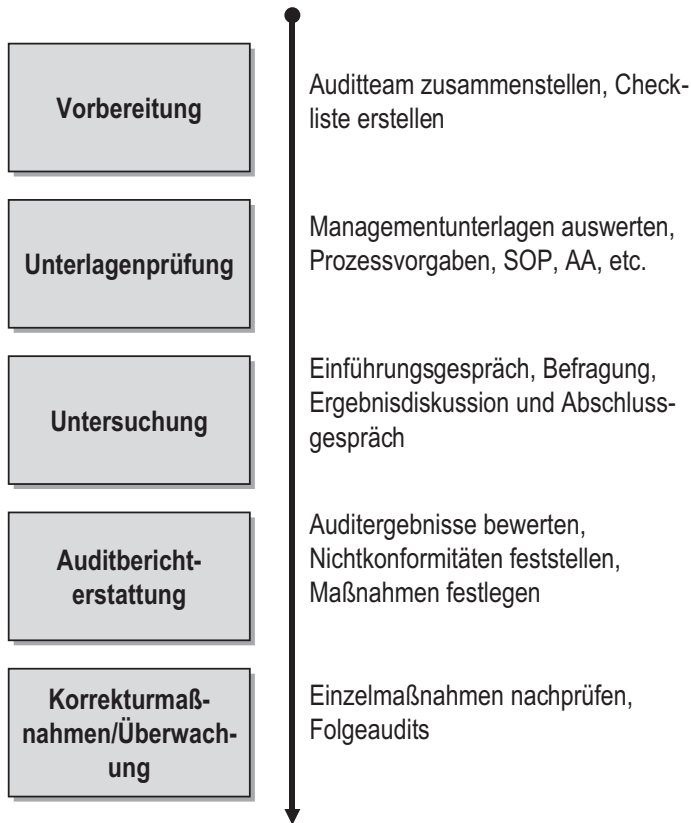 Vorbereitung
Auditteam zusammenstellen, Check-
liste erstellen
Unterlagenprüfung
Managementunterlagen auswerten,
Prozessvorgaben, SOP, AA, etc.
Untersuchung
Einführungsgespräch, Befragung,
Ergebnisdiskussion und Abschluss-
gespräch
Auditbericht-
erstattung
Auditergebnisse bewerten,
Nichtkonformitäten feststellen,
Maßnahmen festlegen
Korrekturmaß-
nahmen/Überwach-
ung
Einzelmaßnahmen nachprüfen,
Folgeaudits